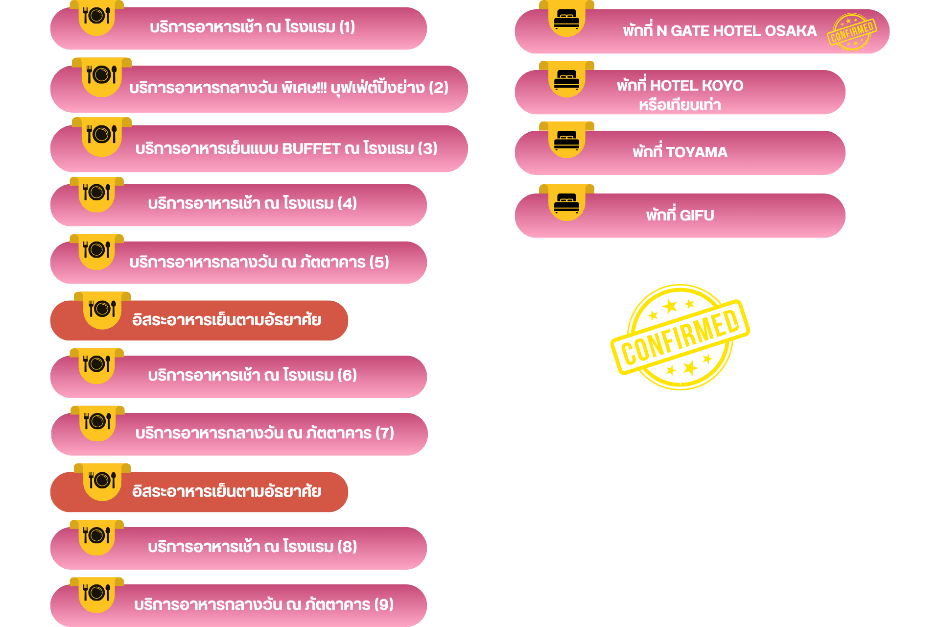 บริการอาหารเช้า ณ โรงแรม (1)
บริการอาหารกลางวัน พิเศษ!!! บุฟเฟ่ต์ปิ้งย่าง (2)
บริการอาหารเย็นแบบ BUFFET ณ โรงแรม (3)
บริการอาหารเช้า ณ โรงแรม (4)
บริการอาหารกลางวัน ณ ภัตตาคาร (5)
อิสระอาหารเย็นตามอัธยาศัย
บริการอาหารเช้า ณ โรงแรม (6)
บริการอาหารกลางวัน ณ ภัตตาคาร (7)
อิสระอาหารเย็นตามอัธยาศัย
บริการอาหารเช้า ณ โรงแรม (8)
บริการอาหารกลางวัน ณ ภัตตาคาร (9)
พักที่ N GATE HOTEL OSAKA
CONFIRMED
พักที่ HOTEL KOYO
หรือเทียบเท่า
พักที่ TOYAMA
พักที่ GIFU
CONFIRMED